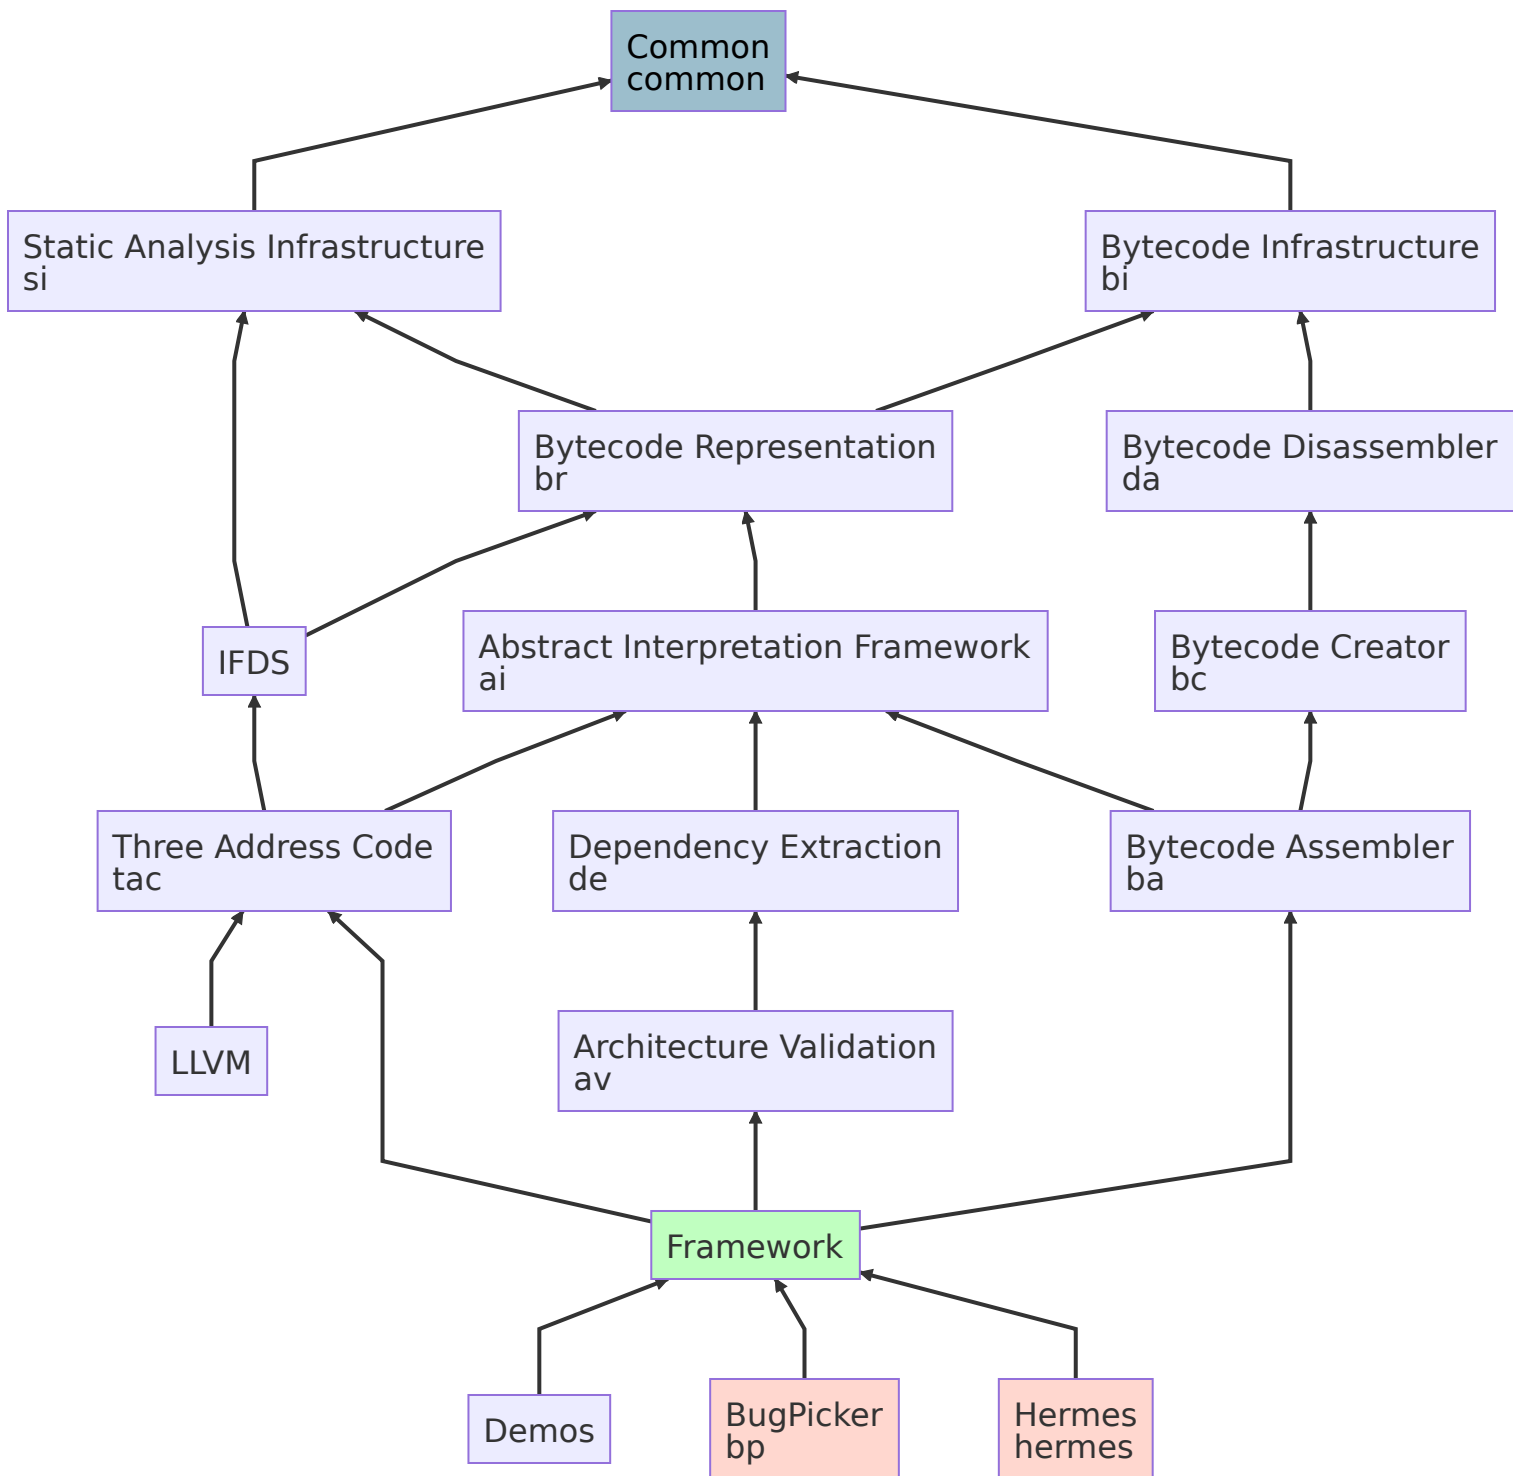 Common
common
Static Analysis Infrastructure
si
Bytecode Infrastructure
bi
Bytecode Representation
br
Bytecode Disassembler
da
IFDS
Abstract Interpretation Framework
ai
Bytecode Creator
bc
Three Address Code
tac
Dependency Extraction
de
Bytecode Assembler
ba
LLVM
Architecture Validation
av
Framework
Demos
BugPicker
bp
Hermes
hermes